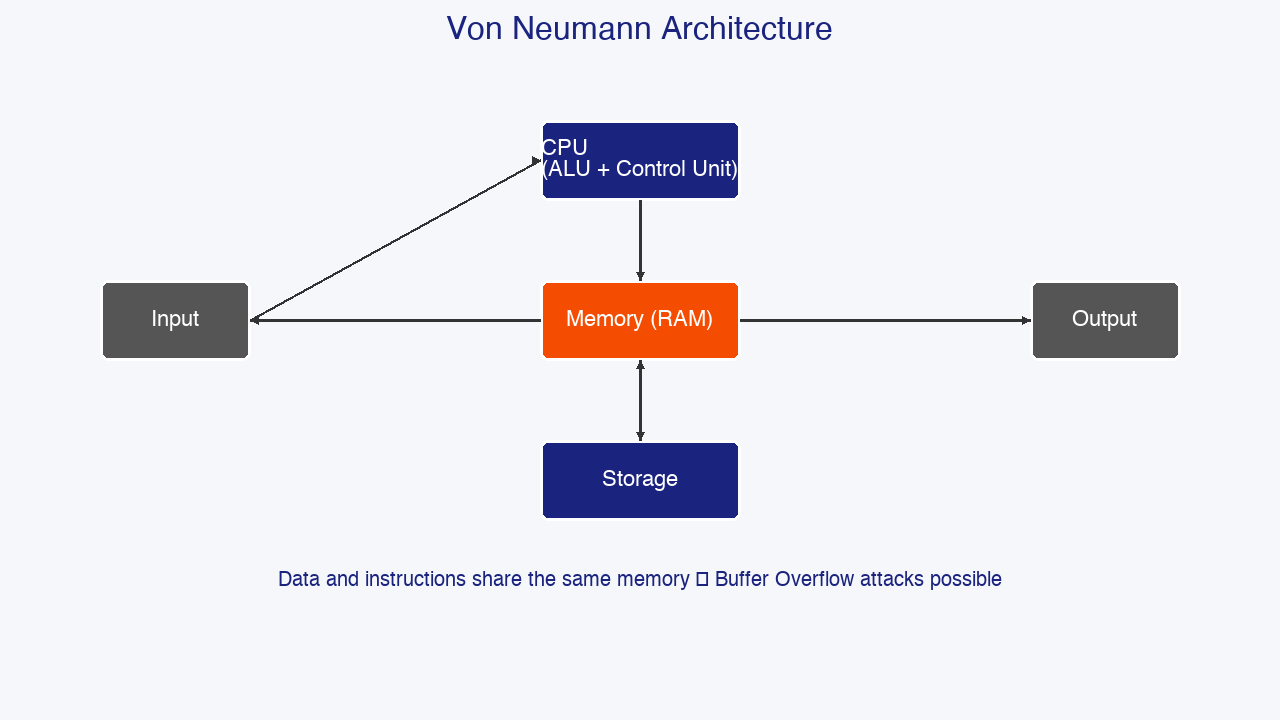 Von Neumann Architecture
CPU
(ALU + Control Unit)
Input
Memory (RAM)
Output
Storage
Data and instructions share the same memory □ Buffer Overflow attacks possible